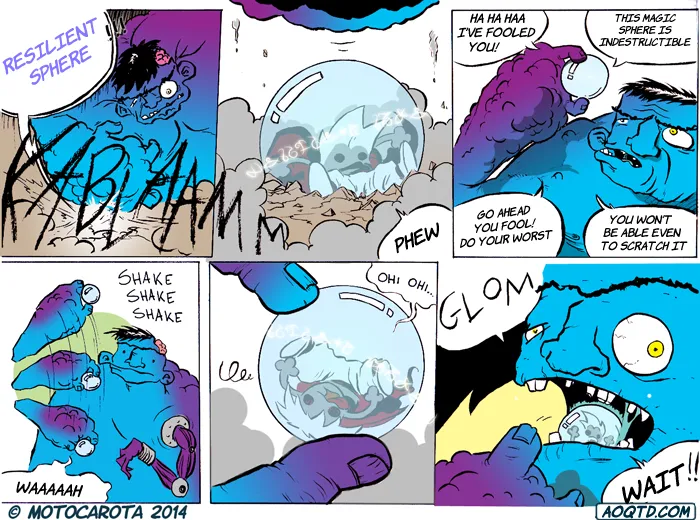 RESILIENT
SPHERE
KABLAAMMM
PHEW
HA HA HAA
I'VE FOOLED
YOU!
THIS MAGIC
SPHERE IS
INDESTRUCTIBLE
GO AHEAD
YOU FOOL!
DO YOUR WORST
YOU WON'T
BE ABLE EVEN
TO SCRATCH IT
SHAKE
SHAKE
SHAKE
WAAAAAH
OHI OHI...
GLOM
WAIT!!
© MOTOCAROTA 2014
AOQTD.COM